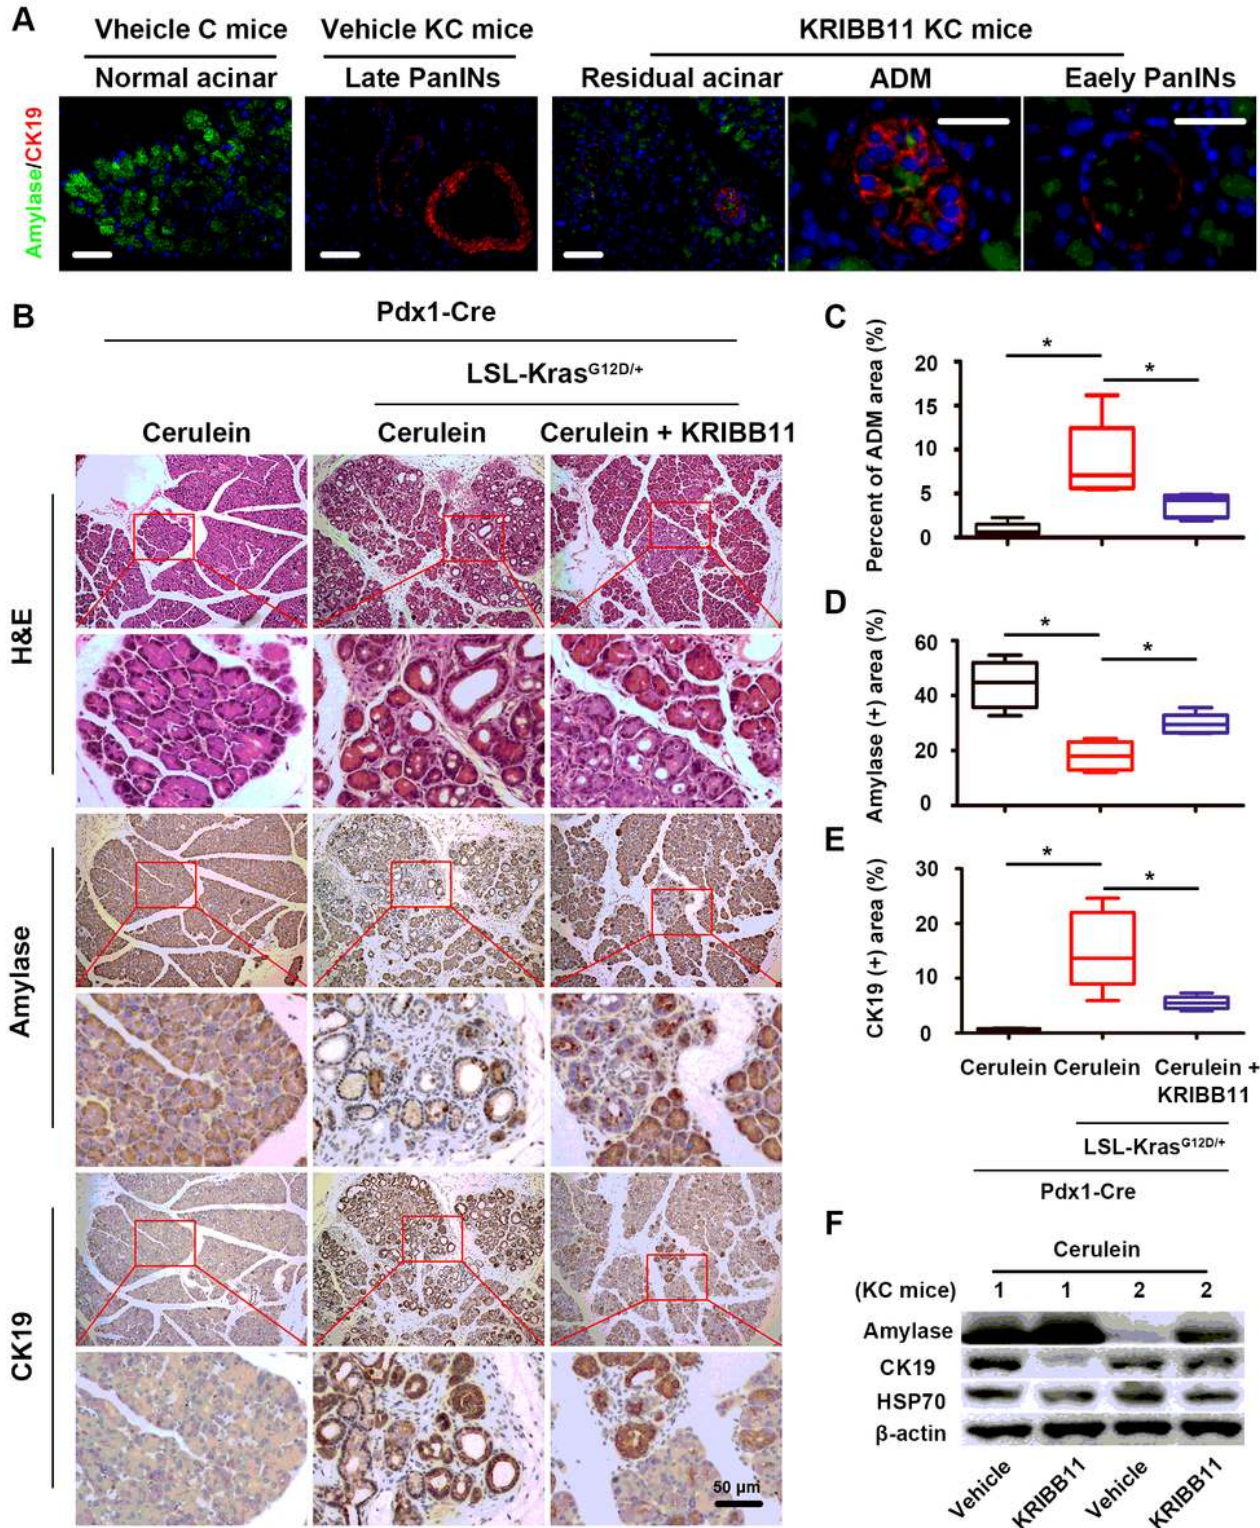 A
Vheicle C mice
Vehicle KC mice
KRIBB11 KC mice
Normal acinar
Late PanINs
Residual acinar
ADM
Eaely PanINs
Amylase/CK19
B
Pdx1-Cre
LSL-KrasG12D/+
Cerulein
Cerulein
Cerulein + KRIBB11
H&E
Amylase
CK19
50 µm
C
Percent of ADM area (%)
20
15
10
5
0
*
*
D
Amylase (+) area (%)
60
40
20
0
*
*
E
CK19 (+) area (%)
30
20
10
0
*
*
Cerulein Cerulein Cerulein +
KRIBB11
LSL-KrasG12D/+
Pdx1-Cre
F
Cerulein
(KC mice) 1 1 2 2
Amylase
CK19
HSP70
β-actin
Vehicle KRIBB11 Vehicle KRIBB11